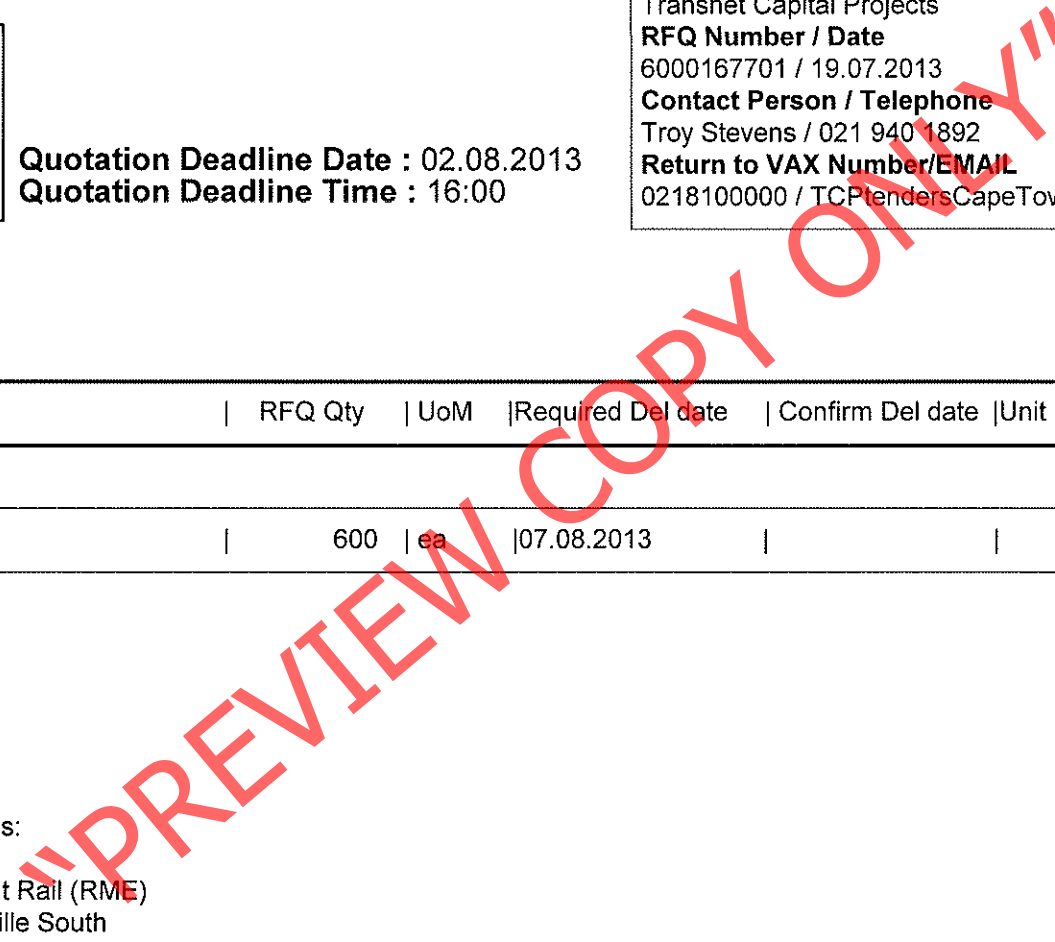 Transnet Capital Projects
RFQ Number / Date
6000167701 / 19.07.2013
Contact Person / Telephone
Troy Stevens / 021 940 1892
Return to VAX Number/EMAIL
0218100000 / TCPtendersCapeTow
Quotation Deadline Date : 02.08.2013
Quotation Deadline Time : 16:00
| RFQ Qty | UoM |Required Del date | Confirm Del date |Unit
| 600 | ea |07.08.2013 | |
s:
t Rail (RME)
ille South
"PREVIEW COPY ONLY"